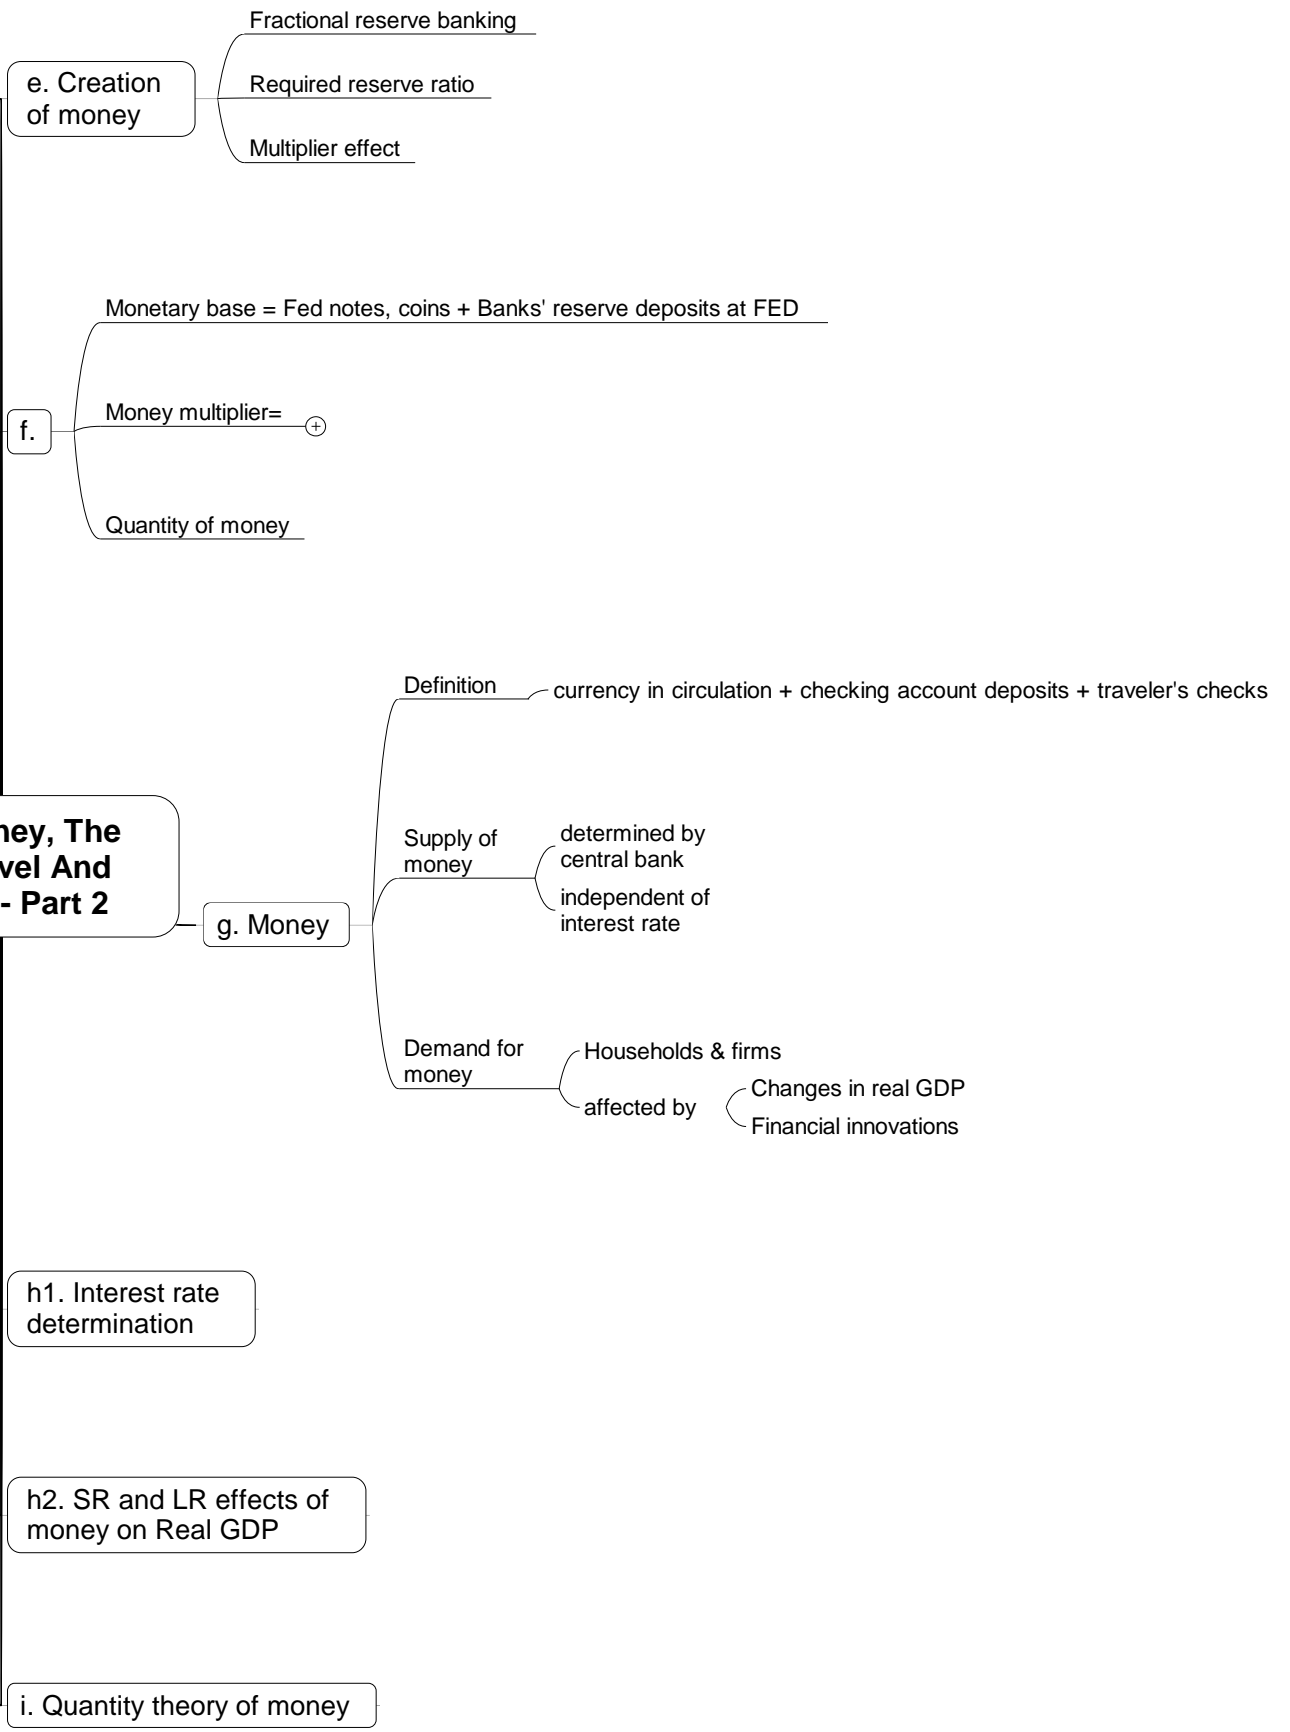 Fractional reserve banking
e. Creation
of money
Required reserve ratio
Multiplier effect
Monetary base = Fed notes, coins + Banks' reserve deposits at FED
f.
Money multiplier=
Quantity of money
Definition
currency in circulation + checking account deposits + traveler's checks
, The
And
- Part 2
g. Money
Supply of
money
determined by
central bank
independent of
interest rate
Demand for
money
Households & firms
affected by
Changes in real GDP
Financial innovations
h1. Interest rate
determination
h2. SR and LR effects of
money on Real GDP
i. Quantity theory of money